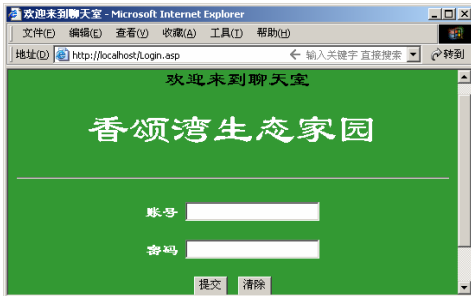 欢迎来到聊天室 - Microsoft Internet Explorer
文件(F) 编辑(E) 查看(V) 收藏(A) 工具(T) 帮助(H)
地址(D) http://localhost/Login.asp 输入关键字 直接搜索 转到
欢迎来到聊天室
香颂湾生态家园
账号
密码
提交 清除